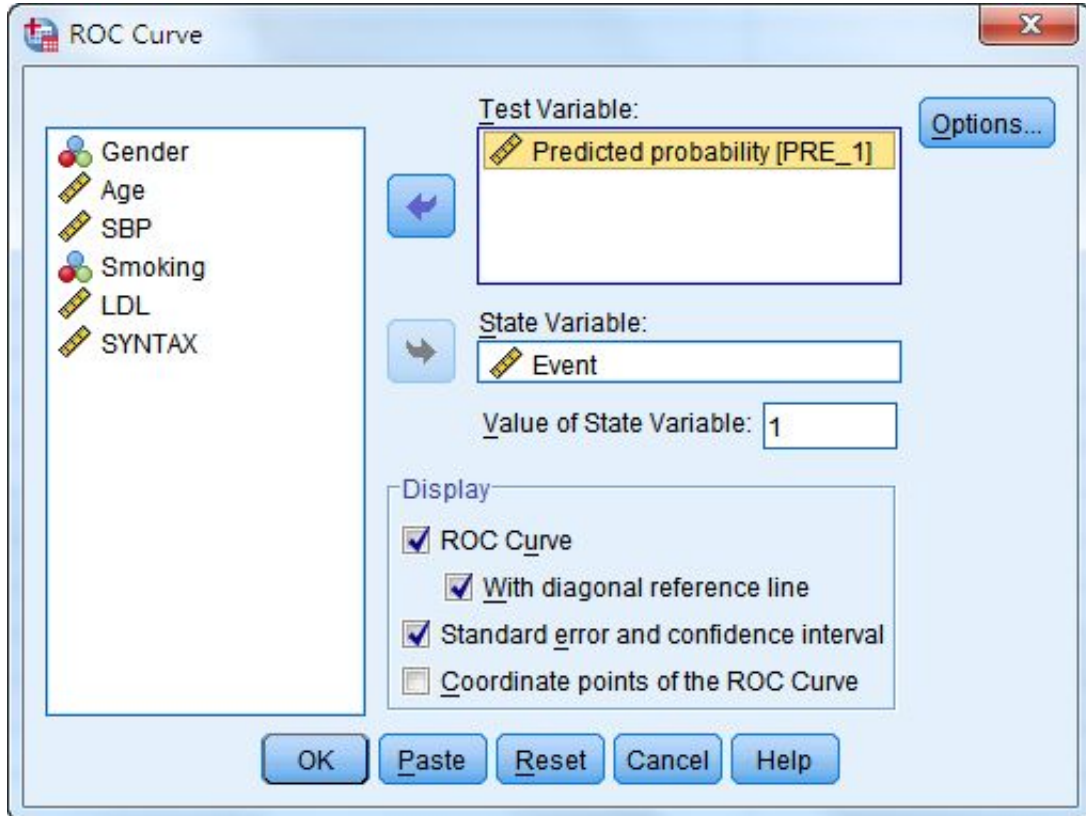 ROC Curve
Gender
Age
SBP
Smoking
LDL
SYNTAX
Test Variable:
Predicted probability [PRE_1]
Options...
State Variable:
Event
Value of State Variable: 1
Display
ROC Curve
With diagonal reference line
Standard error and confidence interval
Coordinate points of the ROC Curve
OK Paste Reset Cancel Help